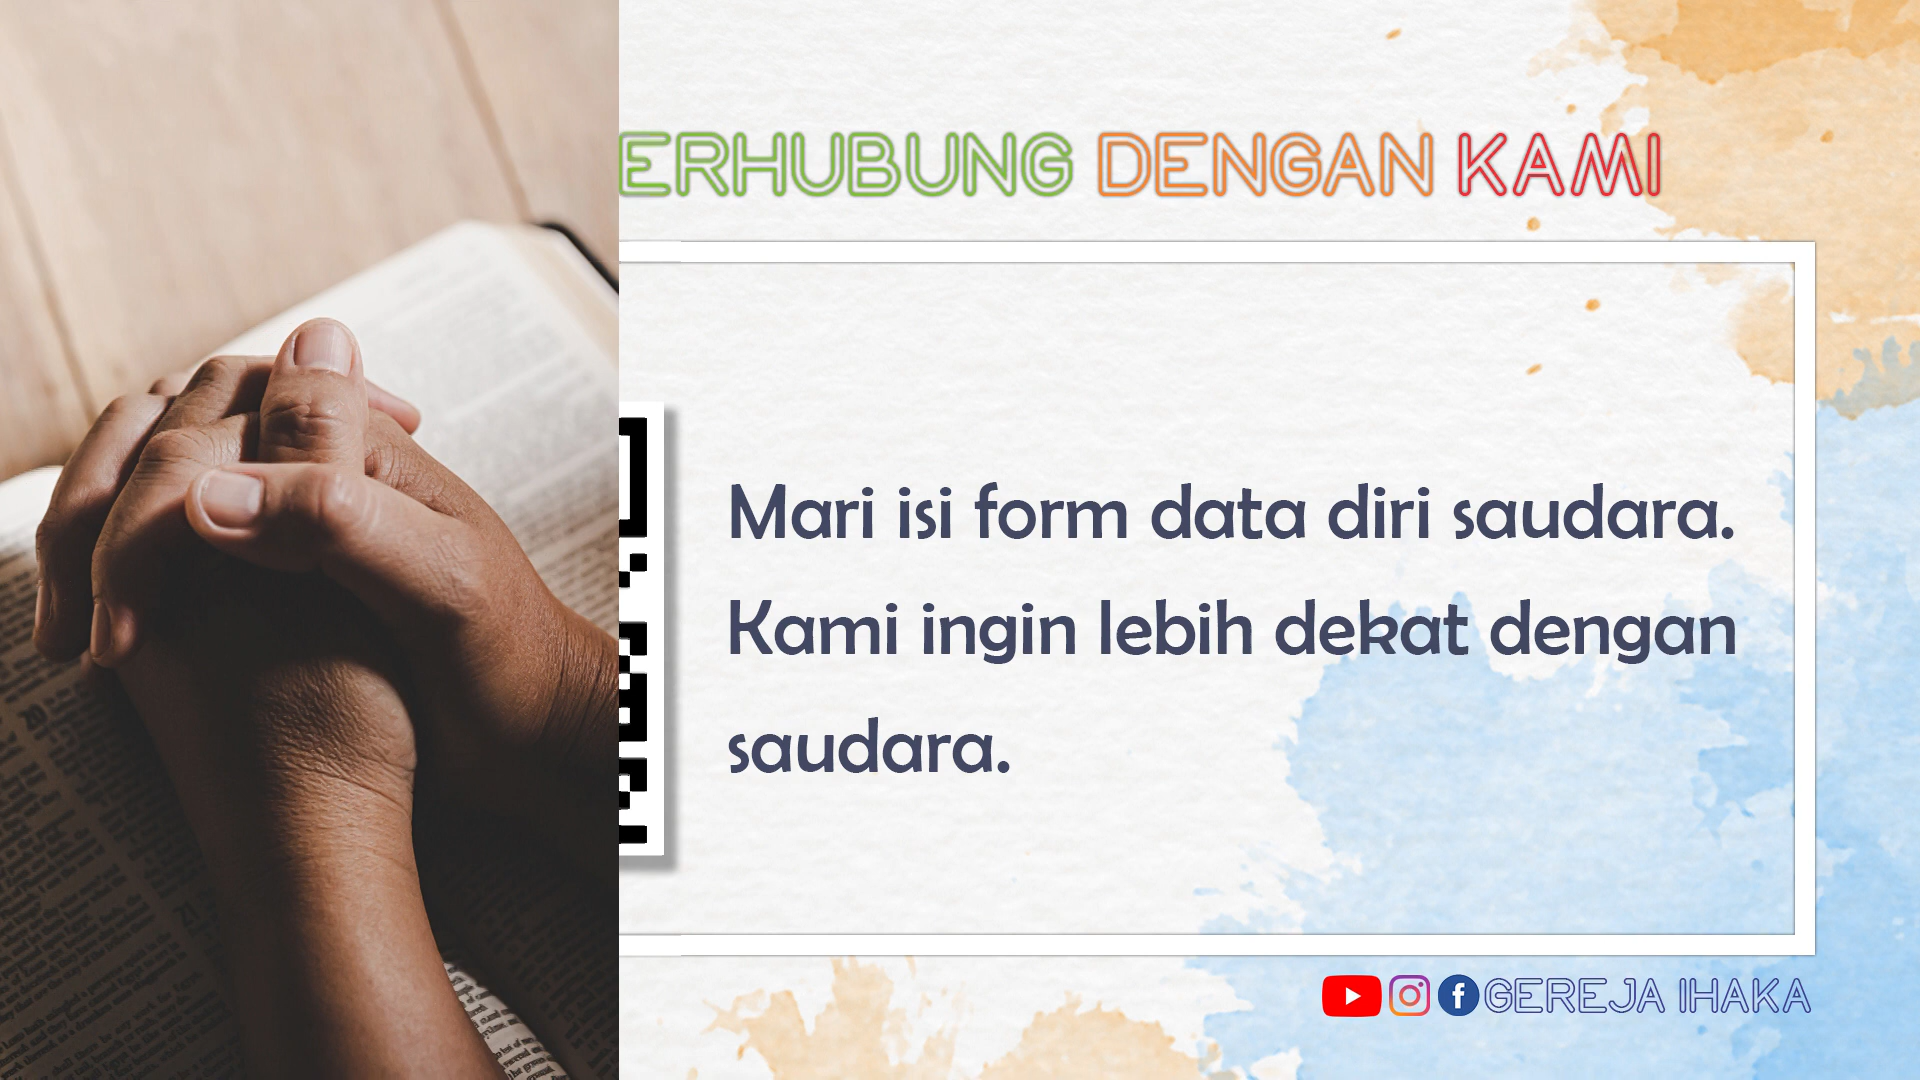 ERHUBUNG DENGAN KAMI
Mari isi form data diri saudara.
Kami ingin lebih dekat dengan
saudara.
GEREJA IHAKA